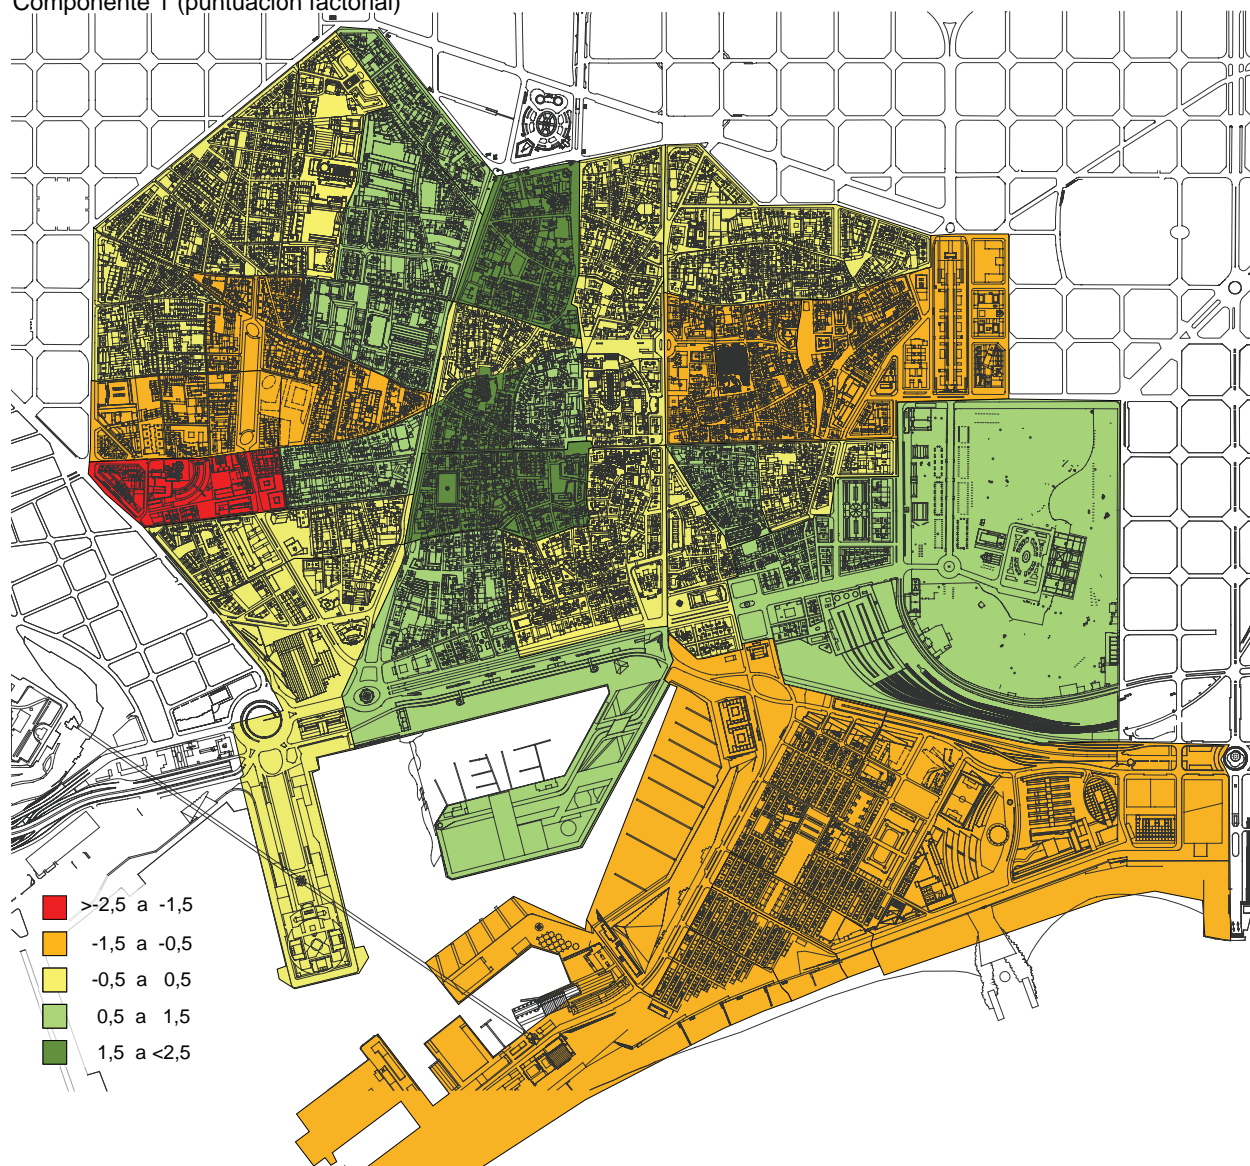 Componente 1 (puntuación factorial)
>-2,5 a -1,5
-1,5 a -0,5
-0,5 a 0,5
0,5 a 1,5
1,5 a <2,5